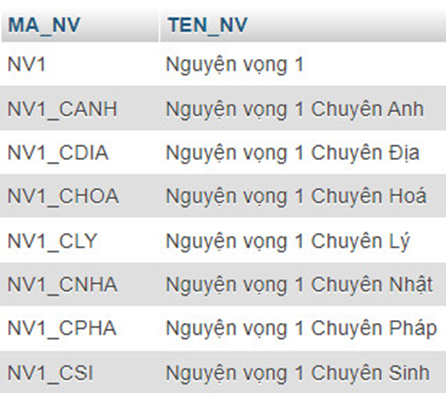 MA_NV TEN_NV
NV1 Nguyện vọng 1
NV1_CANH Nguyện vọng 1 Chuyên Anh
NV1_CDIA Nguyện vọng 1 Chuyên Địa
NV1_CHOA Nguyện vọng 1 Chuyên Hoá
NV1_CLY Nguyện vọng 1 Chuyên Lý
NV1_CNHA Nguyện vọng 1 Chuyên Nhật
NV1_CPHA Nguyện vọng 1 Chuyên Pháp
NV1_CSI Nguyện vọng 1 Chuyên Sinh